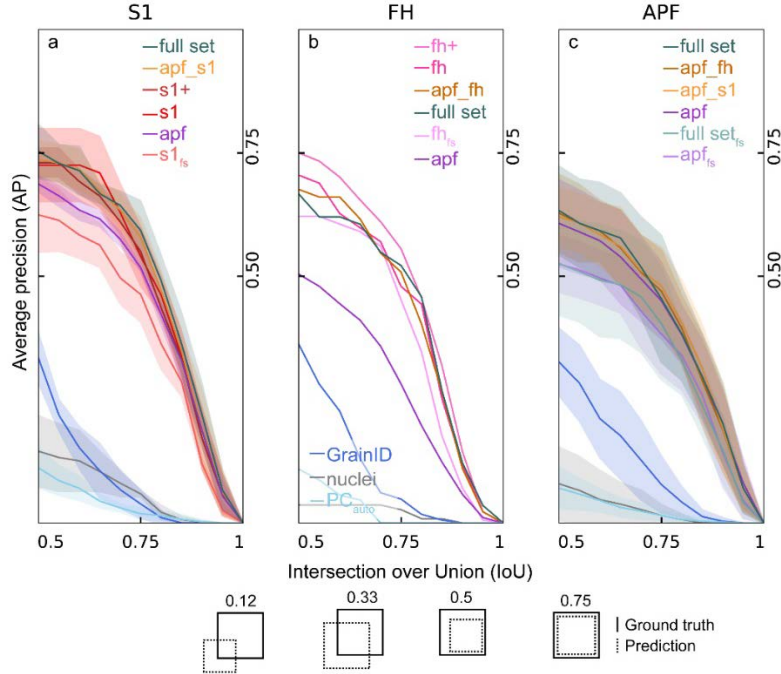 S1
FH
APF
a
full set
apf_s1
s1+
s1
apf
s1fs
b
fh+
fh
apf_fh
full set
fhfs
apf
c
full set
apf_fh
apf_s1
apf
full setfs
apffs
0.75
0.50
0.75
0.50
0.75
0.50
Average precision (AP)
GrainID
nuclei
PCauto
0.5 0.75 1
0.5 0.75 1
0.5 0.75 1
Intersection over Union (IoU)
0.12
0.33
0.5
0.75
Ground truth
Prediction